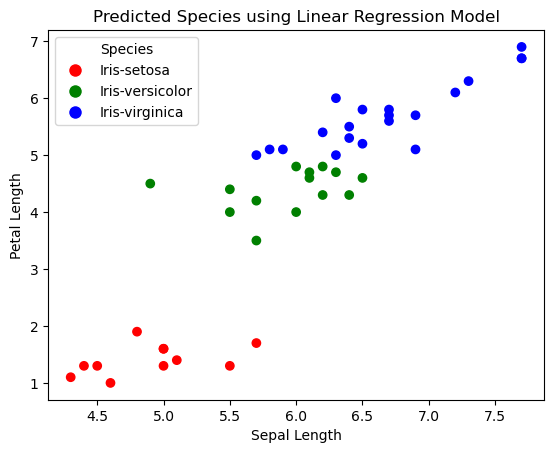 Predicted Species using Linear Regression Model
Species
Iris-setosa
Iris-versicolor
Iris-virginica
Petal Length
7
6
5
4
3
2
1
4.5 5.0 5.5 6.0 6.5 7.0 7.5
Sepal Length